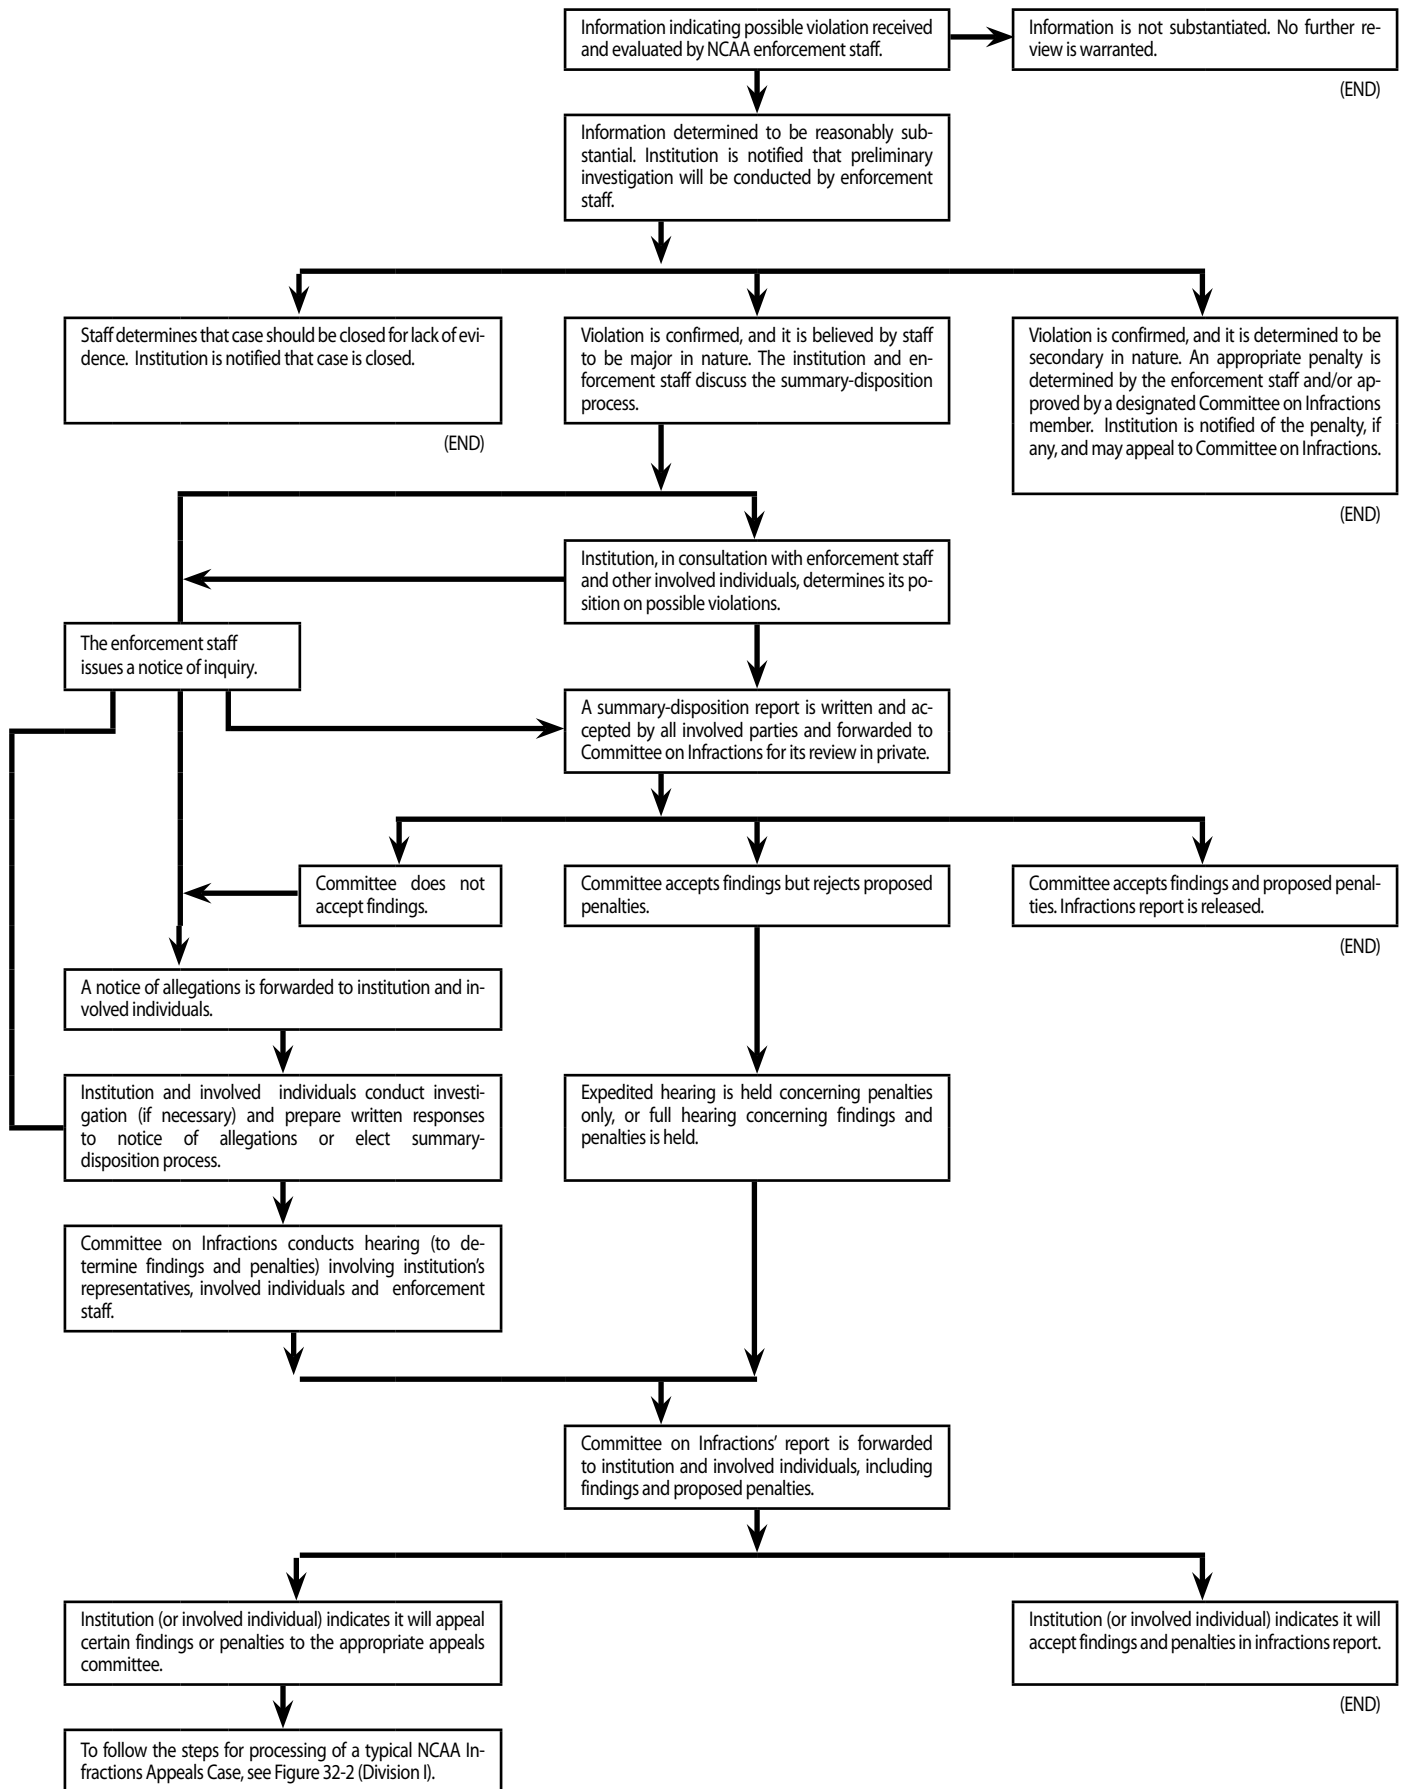 Information indicating possible violation received
and evaluated by NCAA enforcement staff.
Information is not substantiated. No further re-
view is warranted.
(END)
Information determined to be reasonably sub-
stantial. Institution is notified that preliminary
investigation will be conducted by enforcement
staff.
Staff determines that case should be closed for lack of evi-
dence. Institution is notified that case is closed.
(END)
Violation is confirmed, and it is believed by staff
to be major in nature. The institution and en-
forcement staff discuss the summary-disposition
process.
Violation is confirmed, and it is determined to be
secondary in nature. An appropriate penalty is
determined by the enforcement staff and/or ap-
proved by a designated Committee on Infractions
member. Institution is notified of the penalty, if
any, and may appeal to Committee on Infractions.
(END)
Institution, in consultation with enforcement staff
and other involved individuals, determines its po-
sition on possible violations.
The enforcement staff
issues a notice of inquiry.
A summary-disposition report is written and ac-
cepted by all involved parties and forwarded to
Committee on Infractions for its review in private.
Committee does not
accept findings.
Committee accepts findings but rejects proposed
penalties.
Committee accepts findings and proposed penal-
ties. Infractions report is released.
(END)
A notice of allegations is forwarded to institution and in-
volved individuals.
Institution and involved individuals conduct investi-
gation (if necessary) and prepare written responses
to notice of allegations or elect summary-
disposition process.
Expedited hearing is held concerning penalties
only, or full hearing concerning findings and
penalties is held.
Committee on Infractions conducts hearing (to de-
termine findings and penalties) involving institution's
representatives, involved individuals and enforcement
staff.
Committee on Infractions' report is forwarded
to institution and involved individuals, including
findings and proposed penalties.
Institution (or involved individual) indicates it will appeal
certain findings or penalties to the appropriate appeals
committee.
Institution (or involved individual) indicates it will
accept findings and penalties in infractions report.
(END)
To follow the steps for processing of a typical NCAA In-
fractions Appeals Case, see Figure 32-2 (Division I).